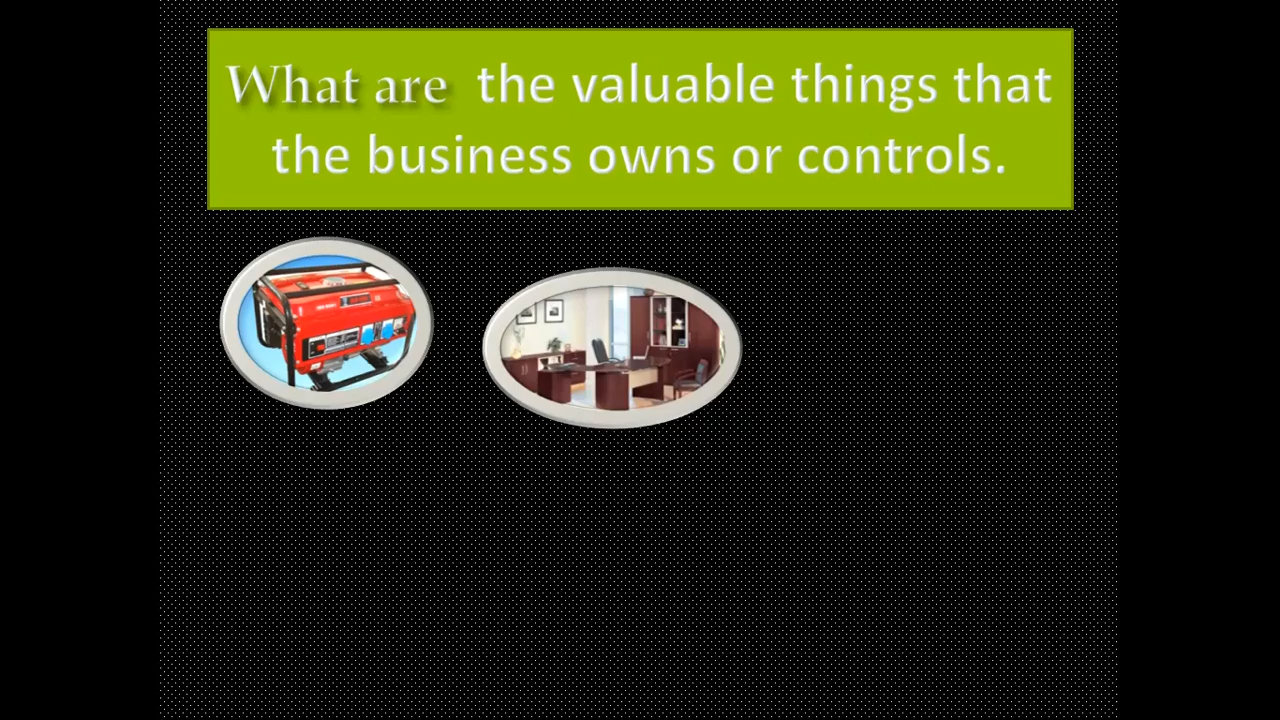 What are the valuable things that
the business owns or controls.